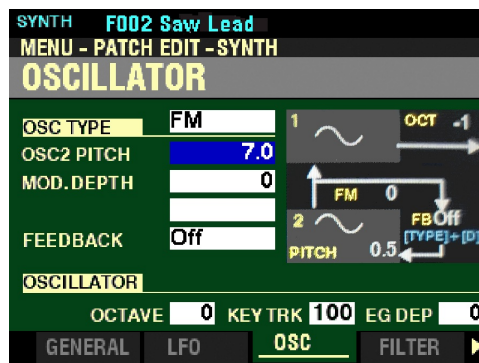 SYNTH F002 Saw Lead
MENU - PATCH EDIT - SYNTH
OSCILLATOR
OSC TYPE FM
OSC2 PITCH 7.0
MOD.DEPTH 0
FEEDBACK Off
1 OCT -1
FM 0
2 FB Off
[TYPE]+[D]
PITCH 0.5
OSCILLATOR
OCTAVE 0 KEY TRK 100 EG DEP 0
GENERAL LFO OSC FILTER